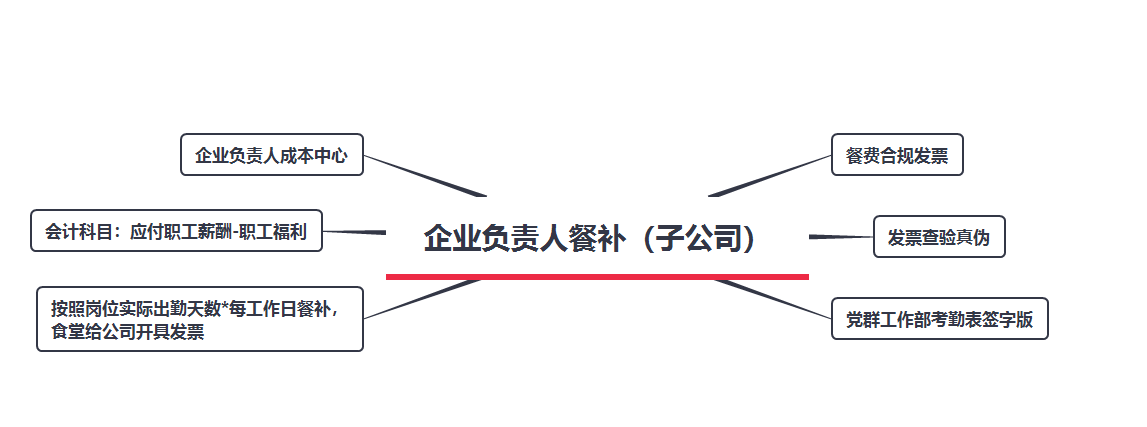 企业负责人成本中心
餐费合规发票
会计科目：应付职工薪酬-职工福利
企业负责人餐补（子公司）
发票查验真伪
按照岗位实际出勤天数*每工作日餐补，
食堂给公司开具发票
党群工作部考勤表签字版